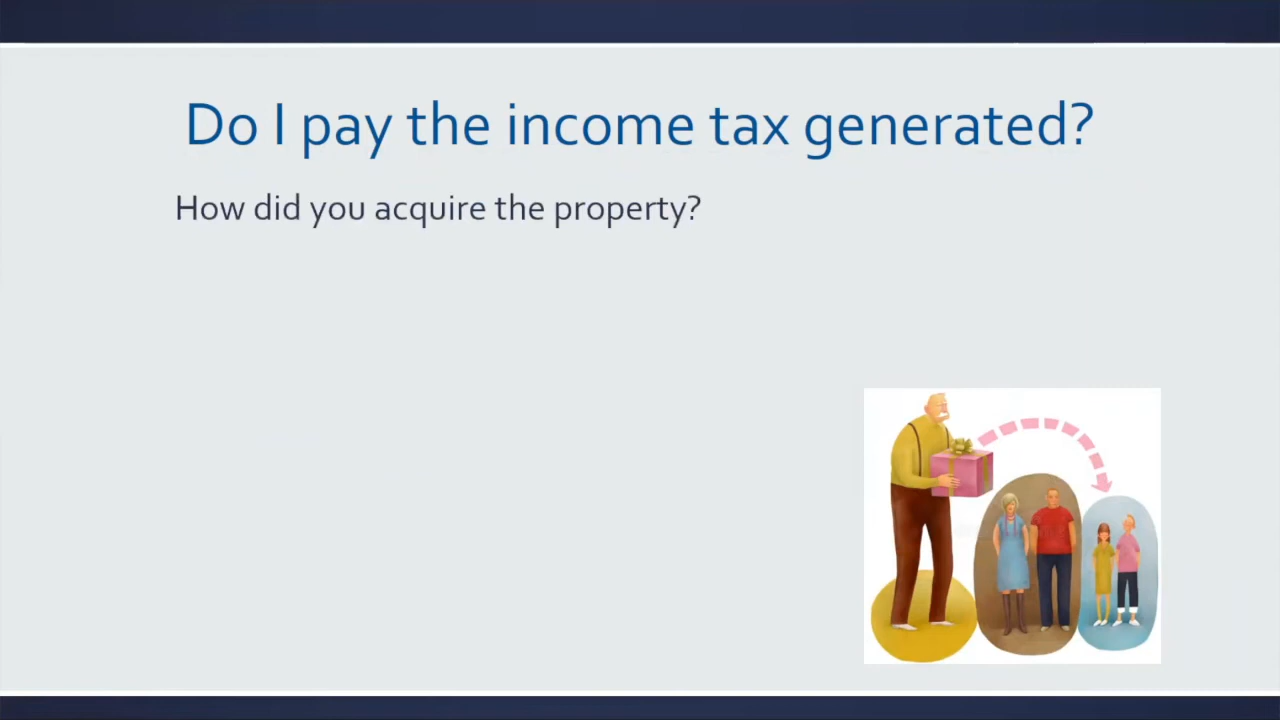 Do I pay the income tax generated?
How did you acquire the property?